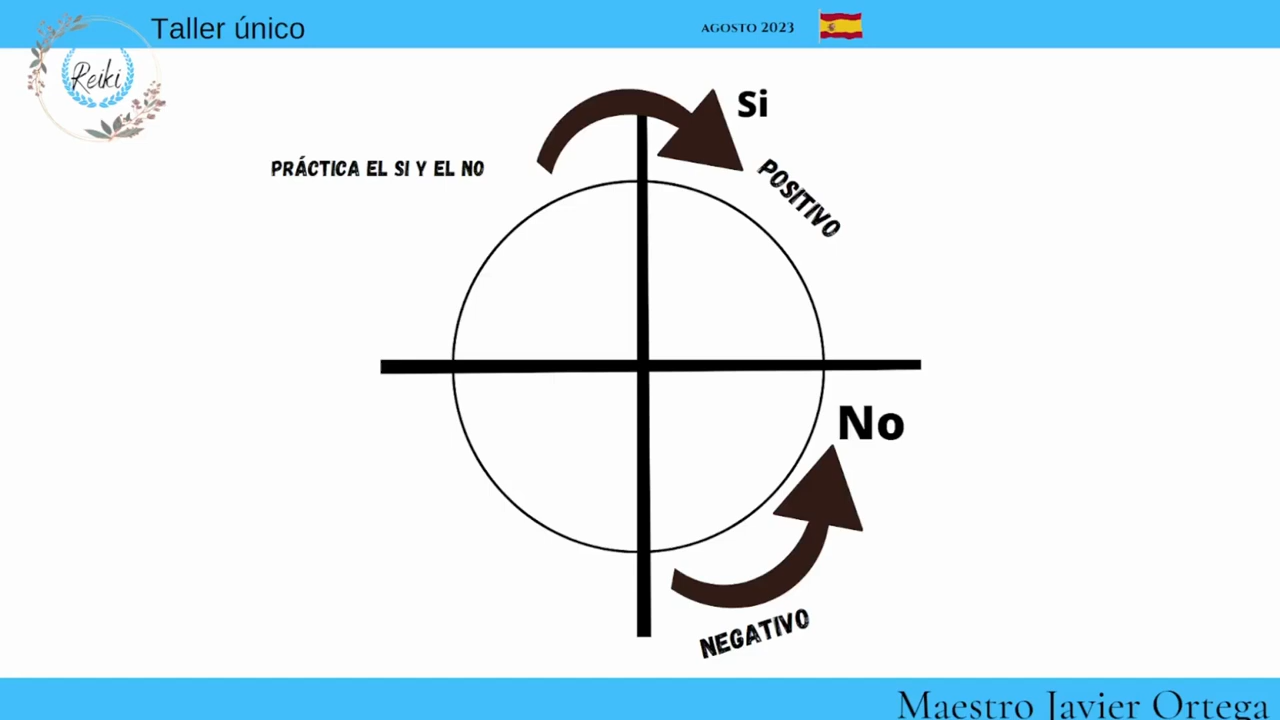 Taller único
AGOSTO 2023
Reiki
Si
PRÁCTICA EL SI Y EL NO
POSITIVO
No
NEGATIVO
Maestro Javier Ortega